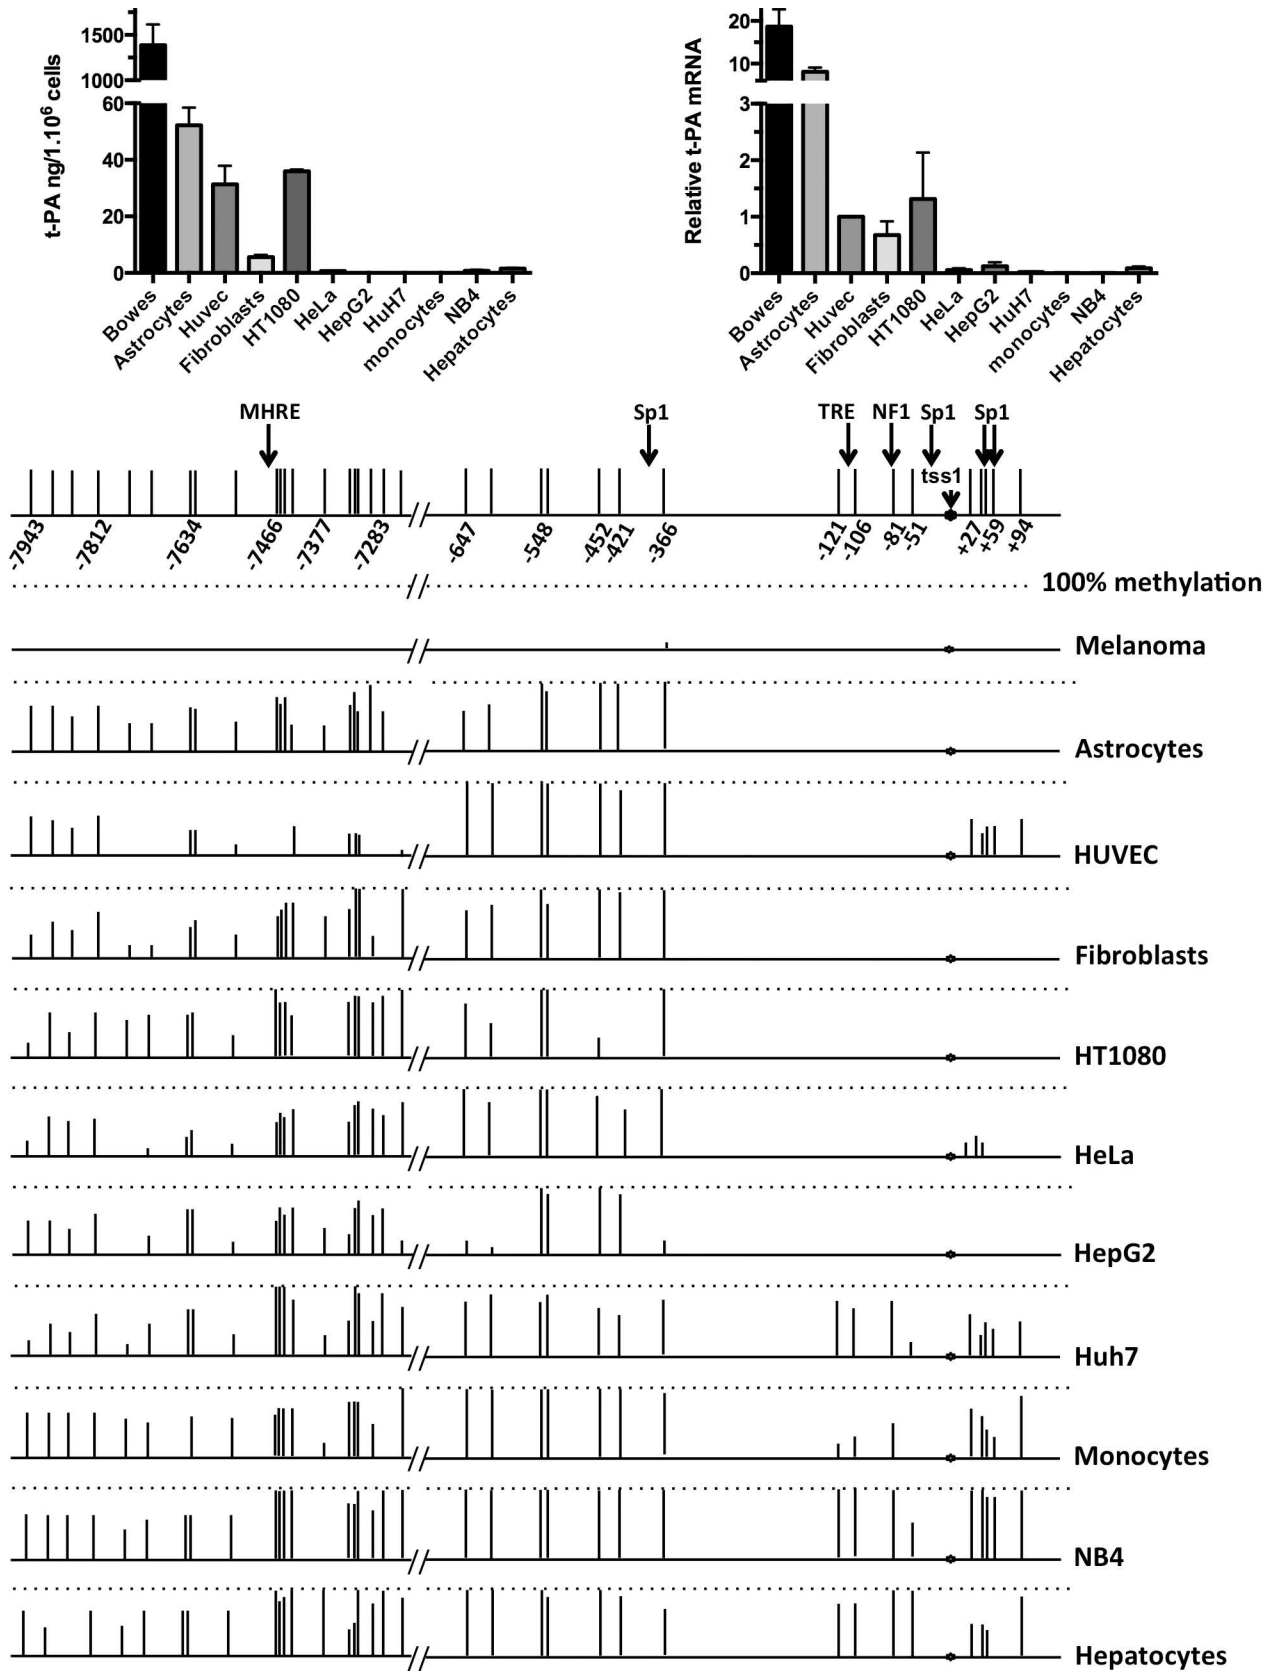 t-PA ng/1.10⁶ cells
1500
1000
60
40
20
0
Bowes
Astrocytes
Huvec
Fibroblasts
HT1080
HeLa
HepG2
HuH7
monocytes
NB4
Hepatocytes
Relative t-PA mRNA
20
10
3
2
1
0
Bowes
Astrocytes
Huvec
Fibroblasts
HT1080
HeLa
HepG2
HuH7
monocytes
NB4
Hepatocytes
MHRE Sp1 TRE NF1 Sp1 Sp1
tss1
-7943 -7812 -7634 -7466 -7377 -7283 -647 -548 -452 -421 -366 -121 -106 -81 -51 +27 +59 +94
100% methylation
Melanoma
Astrocytes
HUVEC
Fibroblasts
HT1080
HeLa
HepG2
Huh7
Monocytes
NB4
Hepatocytes